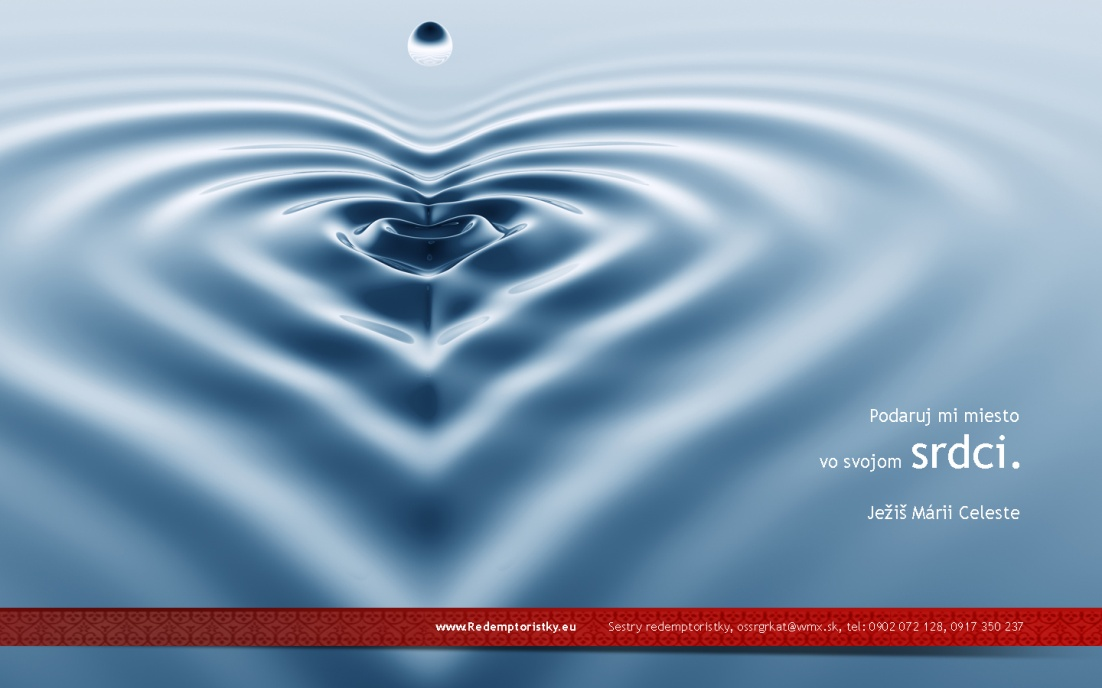 Podaruj mi miesto
vo svojom srdci.
Ježiš Márii Celeste
www.Redemptoristky.eu Sestry redemptoristky, ossrgrkat@wmx.sk, tel: 0902 072 128, 0917 350 237